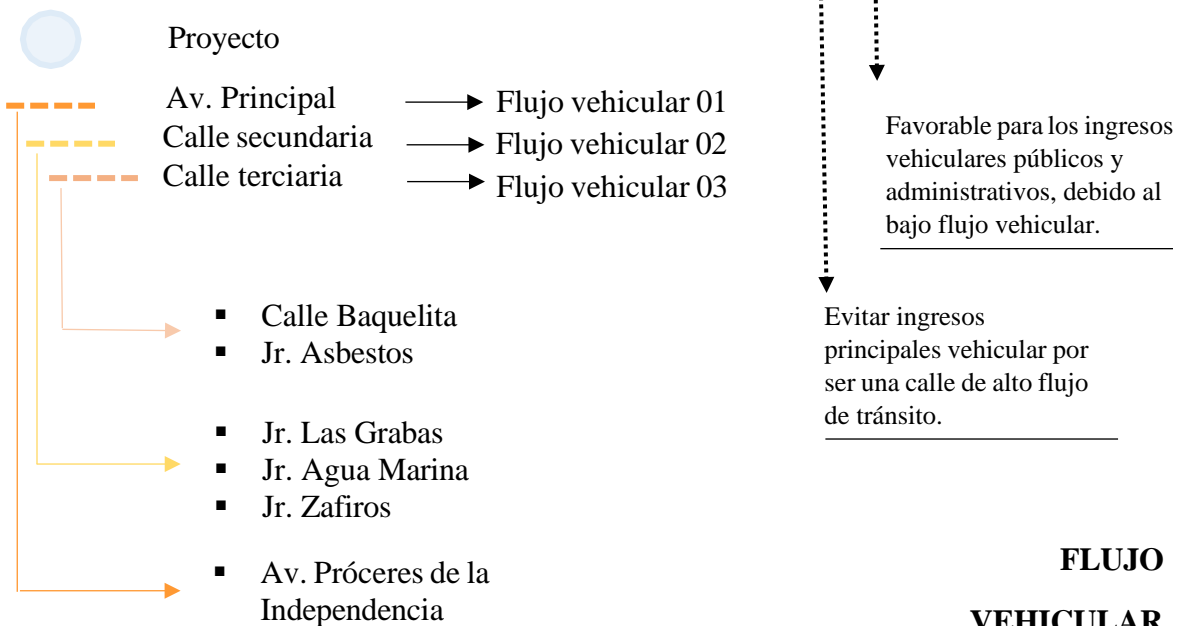 Proyecto
Av. Principal
Flujo vehicular 01
Calle secundaria
Flujo vehicular 02
Calle terciaria
Flujo vehicular 03
Favorable para los ingresos
vehiculares públicos y
administrativos, debido al
bajo flujo vehicular.
Evitar ingresos
principales vehicular por
ser una calle de alto flujo
de tránsito.
▪ Calle Baquelita
▪ Jr. Asbestos
▪ Jr. Las Grabas
▪ Jr. Agua Marina
▪ Jr. Zafiros
▪ Av. Próceres de la
Independencia
FLUJO
VEHICULAR